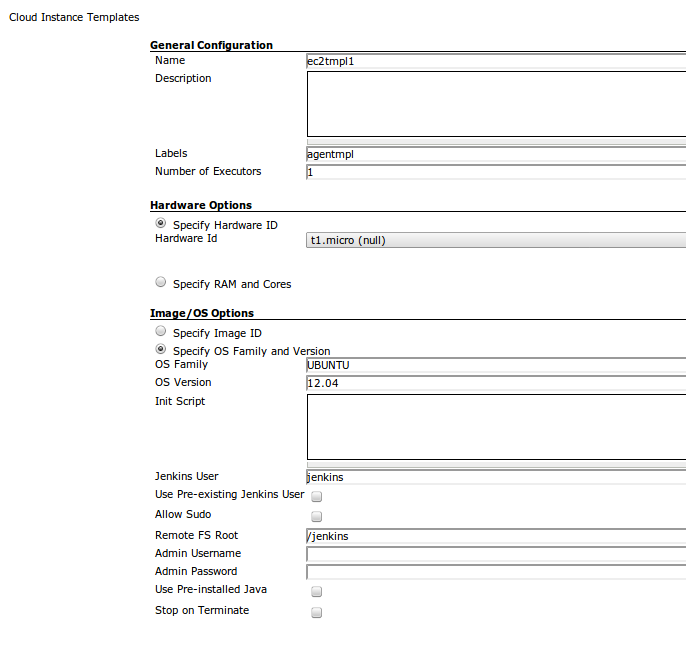 Cloud Instance Templates
General Configuration
Name ec2tmpl1
Description
Labels agentmpl
Number of Executors 1
Hardware Options
Specify Hardware ID
Hardware Id t1.micro (null)
Specify RAM and Cores
Image/OS Options
Specify Image ID
Specify OS Family and Version
OS Family UBUNTU
OS Version 12.04
Init Script
Jenkins User jenkins
Use Pre-existing Jenkins User
Allow Sudo
Remote FS Root /jenkins
Admin Username
Admin Password
Use Pre-installed Java
Stop on Terminate